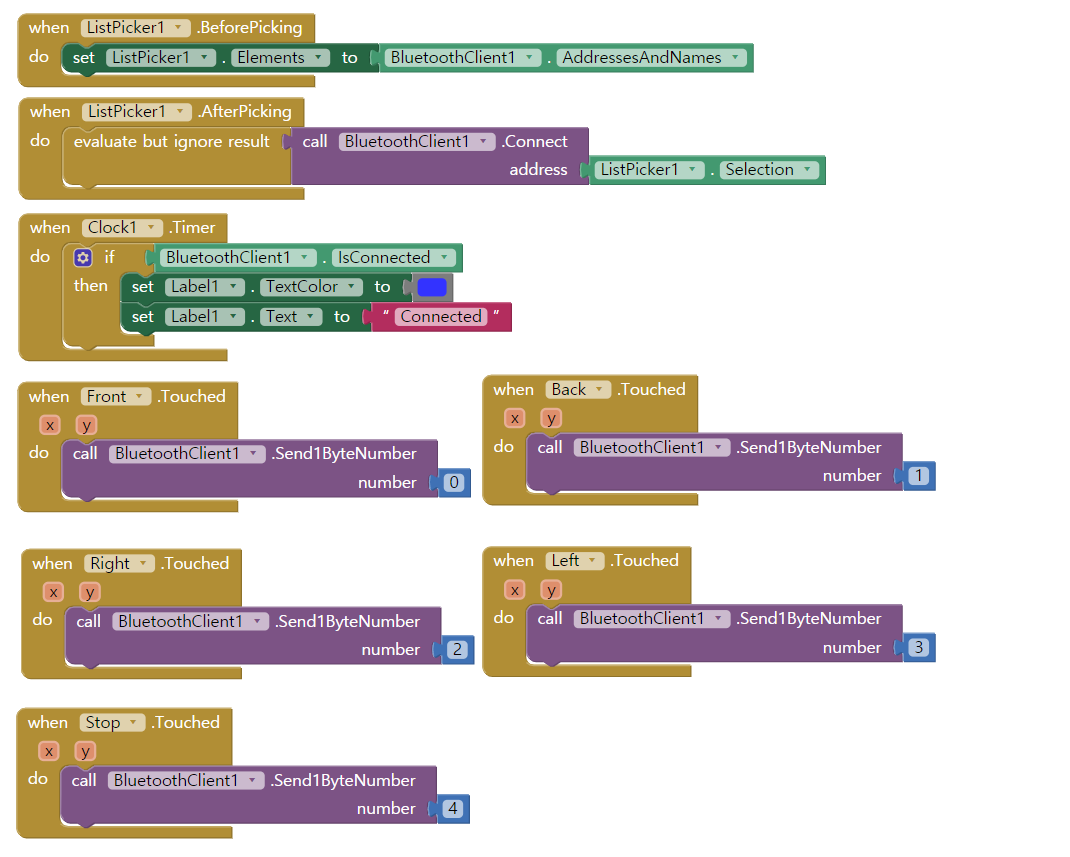 when ListPicker1 .BeforePicking
do set ListPicker1 . Elements to BluetoothClient1 . AddressesAndNames
when ListPicker1 .AfterPicking
do evaluate but ignore result call BluetoothClient1 .Connect
address ListPicker1 . Selection
when Clock1 .Timer
do if BluetoothClient1 . IsConnected
then set Label1 . TextColor to
set Label1 . Text to " Connected "
when Front .Touched
x y
do call BluetoothClient1 .Send1ByteNumber
number 0
when Back .Touched
x y
do call BluetoothClient1 .Send1ByteNumber
number 1
when Right .Touched
x y
do call BluetoothClient1 .Send1ByteNumber
number 2
when Left .Touched
x y
do call BluetoothClient1 .Send1ByteNumber
number 3
when Stop .Touched
x y
do call BluetoothClient1 .Send1ByteNumber
number 4